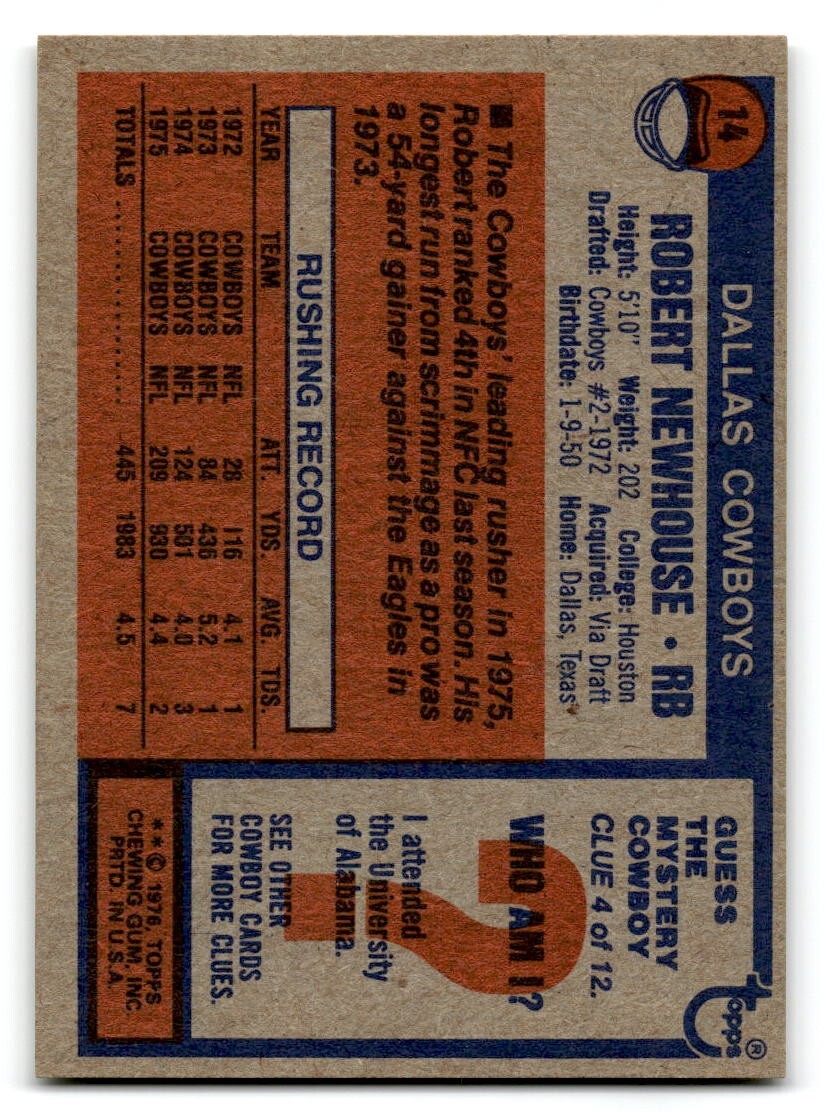 14
DALLAS COWBOYS
ROBERT NEWHOUSE • RB
Height: 5'10" Weight: 202 College: Houston
Drafted: Cowboys #2-1972 Acquired: Via Draft
Birthdate: 1-9-50 Home: Dallas, Texas
■ The Cowboys' leading rusher in 1975,
Robert ranked 4th in NFC last season. His
longest run from scrimmage as a pro was
a 54-yard gainer against the Eagles in
1973.
RUSHING RECORD
YEAR TEAM ATT. YDS. AVG. TDS.
1972 COWBOYS NFL 28 116 4.1 1
1973 COWBOYS NFL 84 436 5.2 1
1974 COWBOYS NFL 124 501 4.0 3
1975 COWBOYS NFL 209 930 4.4 2
TOTALS .......... 445 1983 4.5 7
topps ®
GUESS
THE
MYSTERY
COWBOY
CLUE 4 of 12.
?
WHO AM I?
I attended
the University
of Alabama.
SEE OTHER
COWBOY CARDS
FOR MORE CLUES.
** © 1976, TOPPS
CHEWING GUM, INC.
PRTD. IN U.S.A.